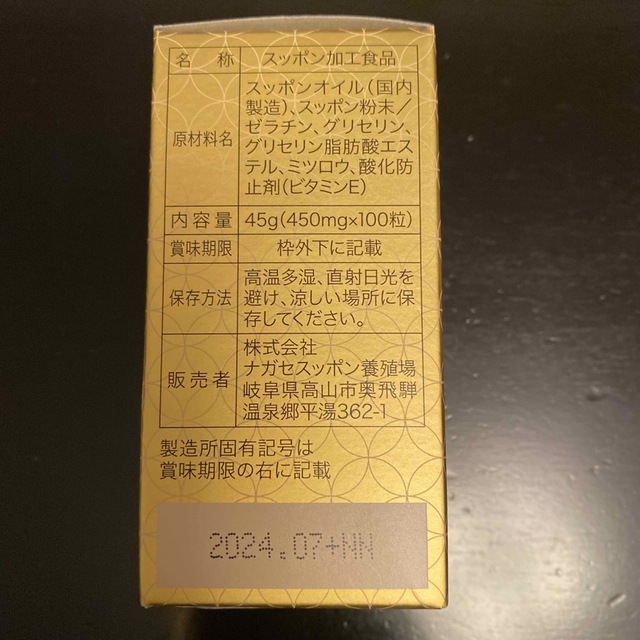 名 称 スッポン加工食品
原材料名 スッポンオイル(国内
製造)、スッポン粉末/
ゼラチン、グリセリン、
グリセリン脂肪酸エス
テル、ミツロウ、酸化防
止剤(ビタミンE)
内容量 45g(450mg×100粒)
賞味期限 枠外下に記載
保存方法 高温多湿、直射日光を
避け、涼しい場所に保
存してください。
販売者 株式会社
ナガセスッポン養殖場
岐阜県高山市奥飛騨
温泉郷平湯362-1
製造所固有記号は
賞味期限の右に記載
2024.07+NN